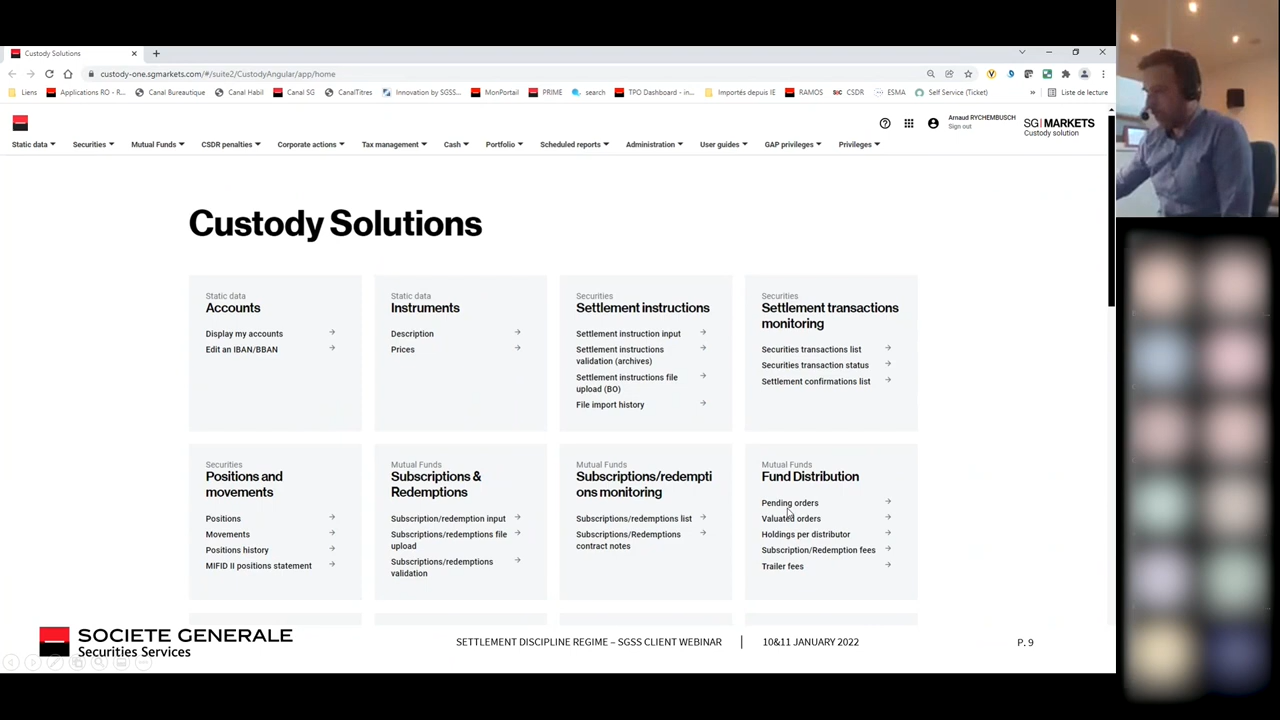 Custody Solutions
custody-one.sgmarkets.com/#/suite2/CustodyAngular/app/home
Liens Applications RO - R... Canal Bureautique Canal Habil Canal SG CanalTitres Innovation by SGSS... MonPortail PRIME search TPO Dashboard - in... Importés depuis IE RAMOS CSDR ESMA Self Service (Ticket) » Liste de lecture
Arnaud RYCHEMBUSCH
Sign out
SG|MARKETS
Custody solution
Static data Securities Mutual Funds CSDR penalties Corporate actions Tax management Cash Portfolio Scheduled reports Administration User guides GAP privileges Privileges
Custody Solutions
Static data
Accounts
Display my accounts
Edit an IBAN/BBAN
Static data
Instruments
Description
Prices
Securities
Settlement instructions
Settlement instruction input
Settlement instructions
validation (archives)
Settlement instructions file
upload (BO)
File import history
Securities
Settlement transactions
monitoring
Securities transactions list
Securities transaction status
Settlement confirmations list
Securities
Positions and
movements
Positions
Movements
Positions history
MIFID II positions statement
Mutual Funds
Subscriptions &
Redemptions
Subscription/redemption input
Subscriptions/redemptions file
upload
Subscriptions/redemptions
validation
Mutual Funds
Subscriptions/redempti
ons monitoring
Subscriptions/redemptions list
Subscriptions/Redemptions
contract notes
Mutual Funds
Fund Distribution
Pending orders
Valuated orders
Holdings per distributor
Subscription/Redemption fees
Trailer fees
SOCIETE GENERALE
Securities Services
SETTLEMENT DISCIPLINE REGIME – SGSS CLIENT WEBINAR | 10&11 JANUARY 2022
P. 9